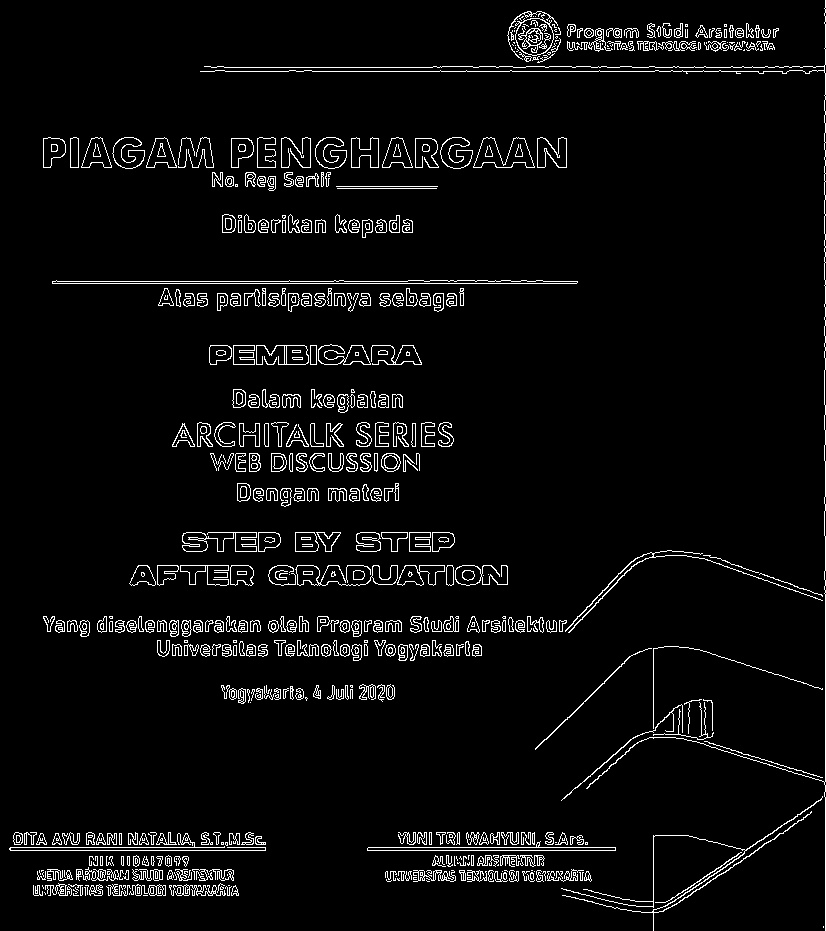 Program Studi Arsitektur
UNIVERSITAS TEKNOLOGI YOGYAKARTA
PIAGAM PENGHARGAAN
No. Reg Sertif __________
Diberikan kepada
Atas partisipasinya sebagai
PEMBICARA
Dalam kegiatan
ARCHITALK SERIES
WEB DISCUSSION
Dengan materi
STEP BY STEP
AFTER GRADUATION
Yang diselenggarakan oleh Program Studi Arsitektur
Universitas Teknologi Yogyakarta
Yogyakarta, 4 Juli 2020
DITA AYU RANI NATALIA, S.T.,M.Sc.
NIK 110417099
KETUA PROGRAM STUDI ARSITEKTUR
UNIVERSITAS TEKNOLOGI YOGYAKARTA
YUNI TRI WAHYUNI, S.Ars.
ALUMNI ARSITEKTUR
UNIVERSITAS TEKNOLOGI YOGYAKARTA